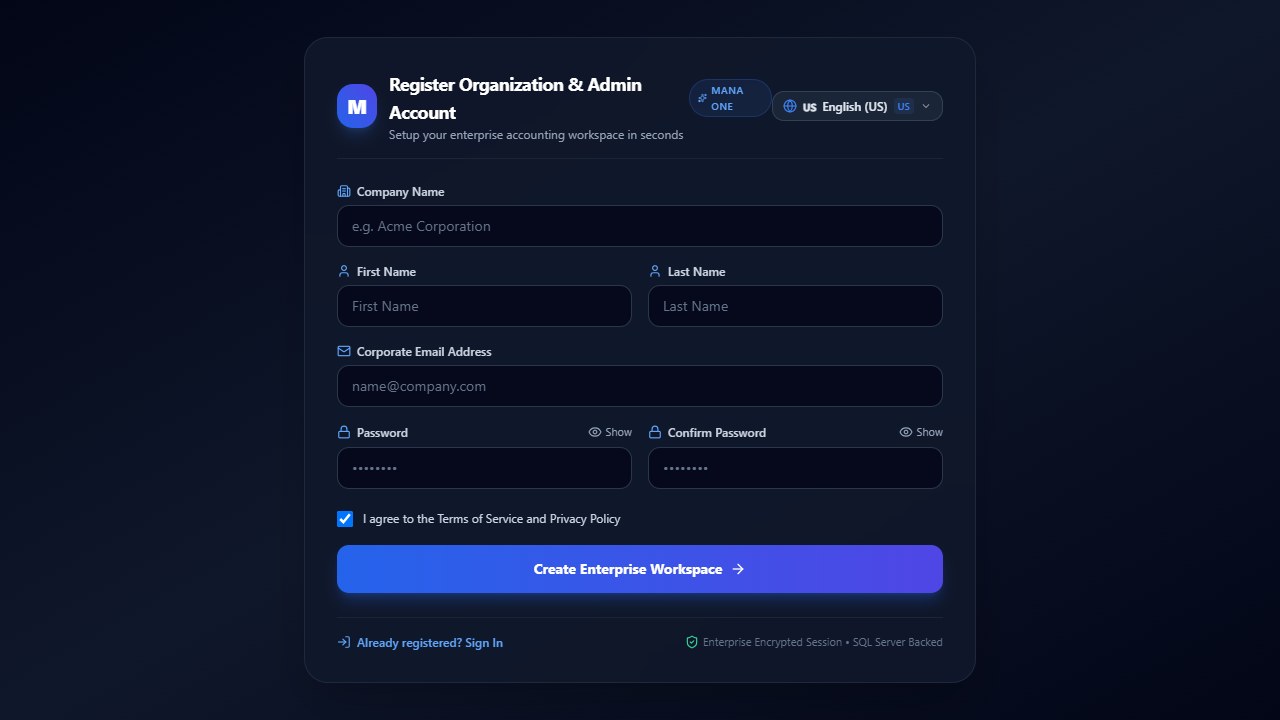 M
Register Organization & Admin
Account
Setup your enterprise accounting workspace in seconds
MANA
ONE
US English (US) US
Company Name
e.g. Acme Corporation
First Name
Last Name
First Name
Last Name
Corporate Email Address
name@company.com
Password
Show
Confirm Password
Show
••••••••
••••••••
I agree to the Terms of Service and Privacy Policy
Create Enterprise Workspace →
Already registered? Sign In
Enterprise Encrypted Session • SQL Server Backed